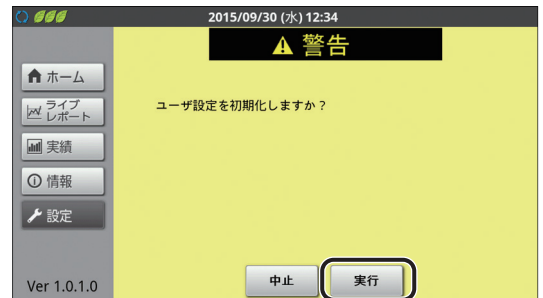 2015/09/30 (水) 12:34
警告
ホーム
ライブ
レポート
実績
情報
設定
ユーザ設定を初期化しますか？
中止
実行
Ver 1.0.1.0